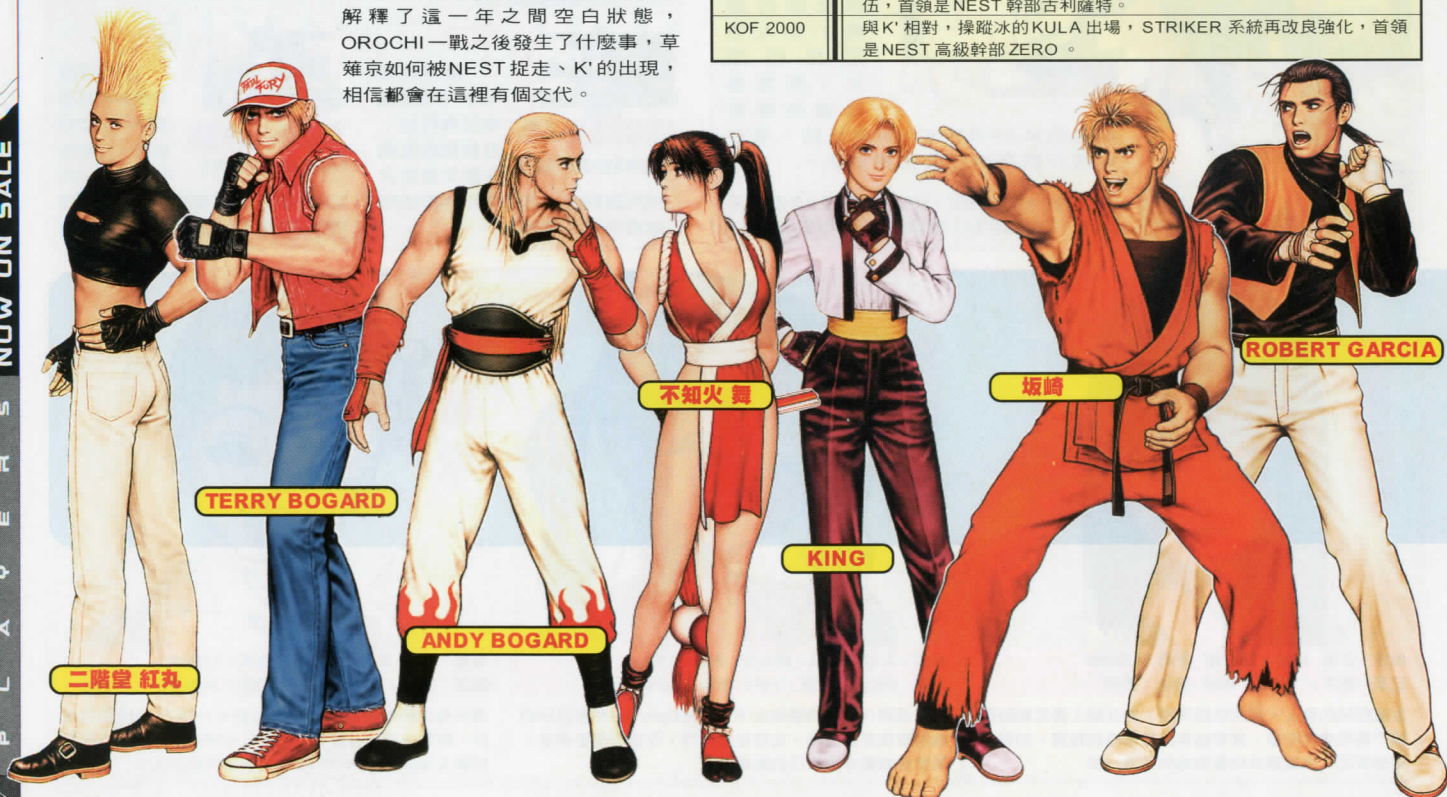 解釋了這一年之間空白狀態，
OROCHI一戰之後發生了什麼事，草
薙京如何被NEST捉走、K'的出現，
相信都會在這裡有個交代。
伍，首領是NEST幹部古利薩特。
KOF 2000
與K'相對，操蹤冰的KULA出場，STRIKER系統再改良強化，首領
是NEST高級幹部ZERO。
NOW ON SALE
PLAYERS
FATAL FURY
二階堂 紅丸
TERRY BOGARD
ANDY BOGARD
不知火 舞
KING
坂崎
ROBERT GARCIA